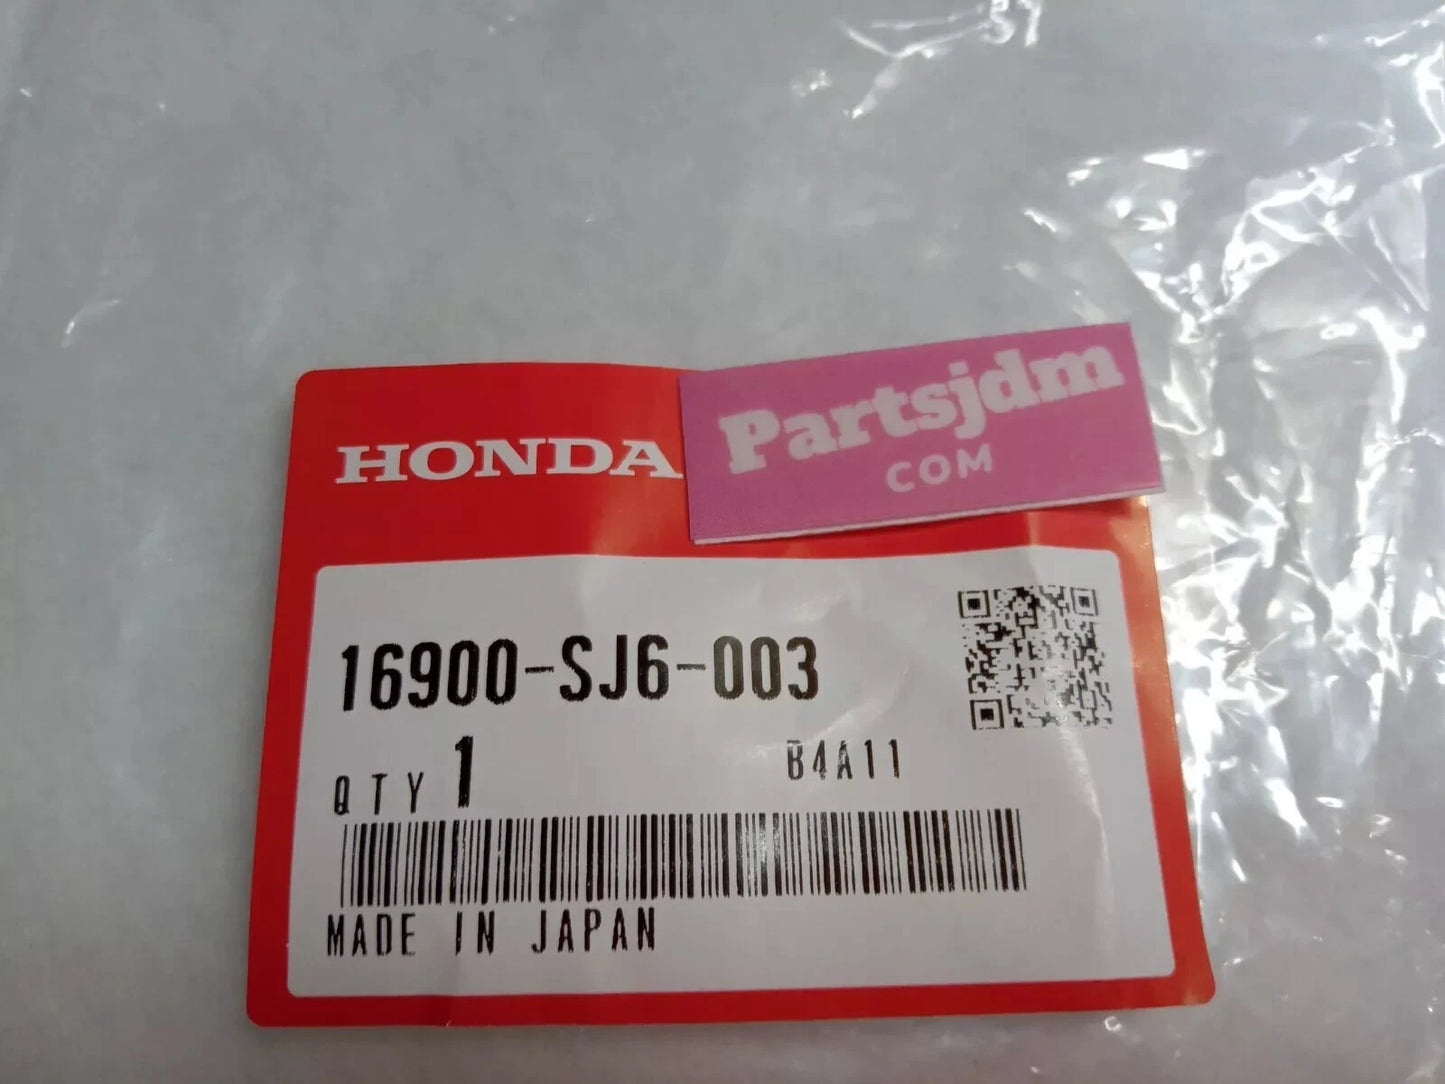 HONDA
Partsjdm
COM
16900-SJ6-003
QTY 1
B4A11
MADE IN JAPAN